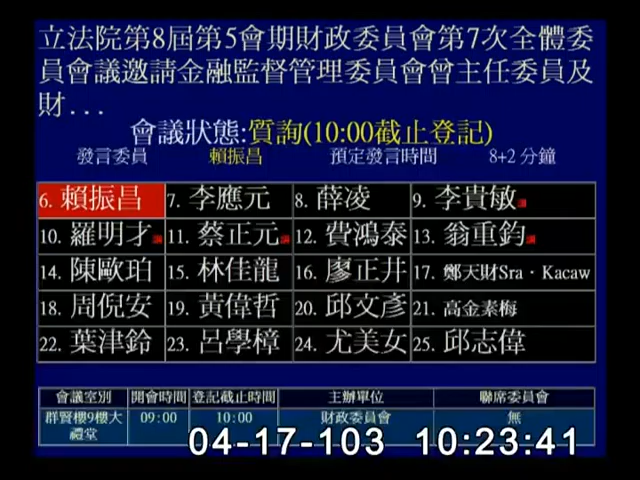 立法院第8屆第5會期財政委員會第7次全體委
員會議邀請金融監督管理委員會曾主任委員及
財...
會議狀態:質詢(10:00截止登記)
發言委員 賴振昌 預定發言時間 8+2 分鐘
6. 賴振昌 7. 李應元 8. 薛凌 9. 李貴敏
10. 羅明才 11. 蔡正元 12. 費鴻泰 13. 翁重鈞
14. 陳歐珀 15. 林佳龍 16. 廖正井 17. 鄭天財Sra．Kacaw
18. 周倪安 19. 黃偉哲 20. 邱文彥 21. 高金素梅
22. 葉津鈴 23. 呂學樟 24. 尤美女 25. 邱志偉
會議室別 開會時間 登記截止時間 主辦單位 聯席委員會
群賢樓9樓大 09:00 10:00 財政委員會 無
禮堂
04-17-103 10:23:41